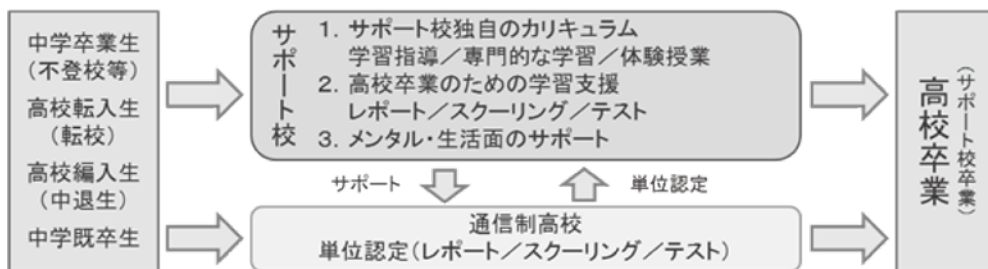 中学卒業生
(不登校等)
高校転入生
(転校)
高校編入生
(中退生)
中学既卒生
サポート校
1. サポート校独自のカリキュラム
学習指導/専門的な学習/体験授業
2. 高校卒業のための学習支援
レポート/スクーリング/テスト
3. メンタル・生活面のサポート
サポート
単位認定
通信制高校
単位認定(レポート/スクーリング/テスト)
高校卒業
(サポート校卒業)